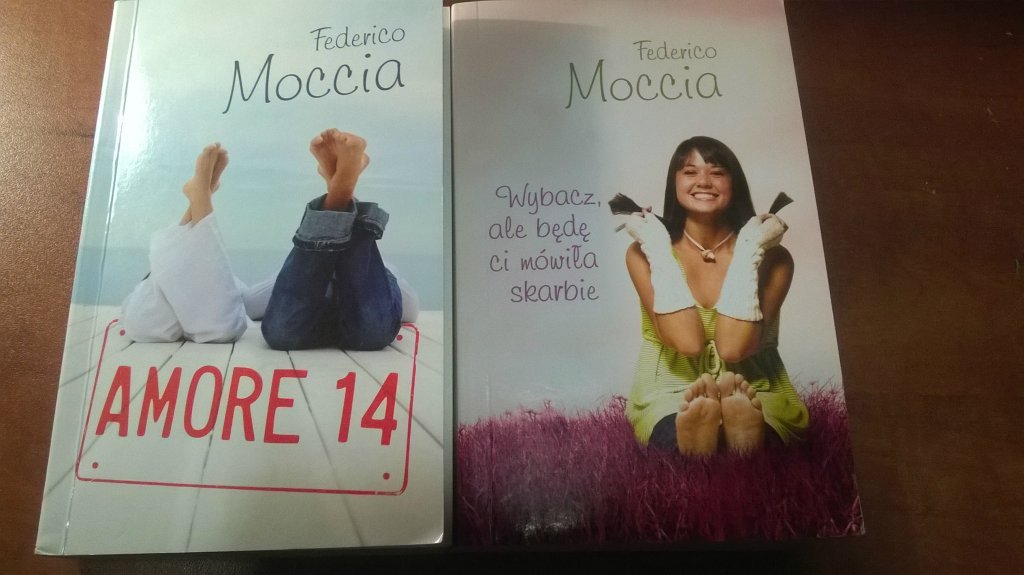 Federico
Moccia
AMORE 14
Federico
Moccia
Wybacz,
ale będę
ci mówiła
skarbie